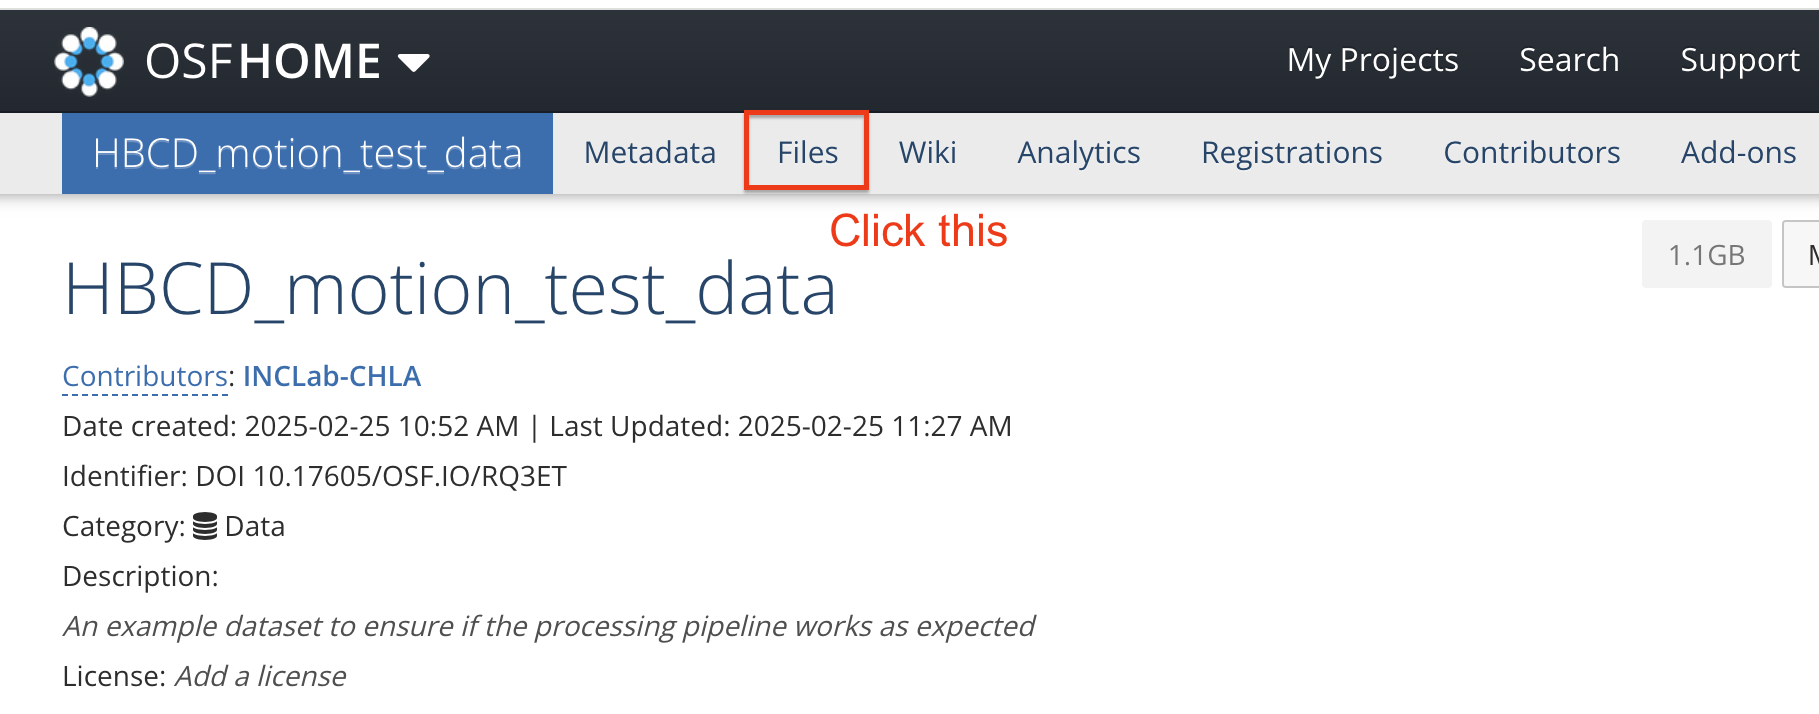 OSFHOME My Projects Search Support
HBCD_motion_test_data Metadata Files Wiki Analytics Registrations Contributors Add-ons
Click this
1.1GB M
HBCD_motion_test_data
Contributors: INCLab-CHLA
Date created: 2025-02-25 10:52 AM | Last Updated: 2025-02-25 11:27 AM
Identifier: DOI 10.17605/OSF.IO/RQ3ET
Category: Data
Description:
An example dataset to ensure if the processing pipeline works as expected
License: Add a license